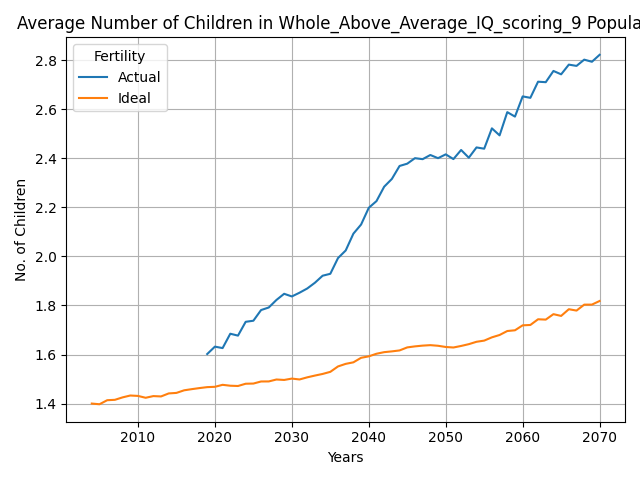 Average Number of Children in Whole_Above_Average_IQ_scoring_9 Popula
Fertility
Actual
Ideal
No. of Children
2.8
2.6
2.4
2.2
2.0
1.8
1.6
1.4
2010 2020 2030 2040 2050 2060 2070
Years